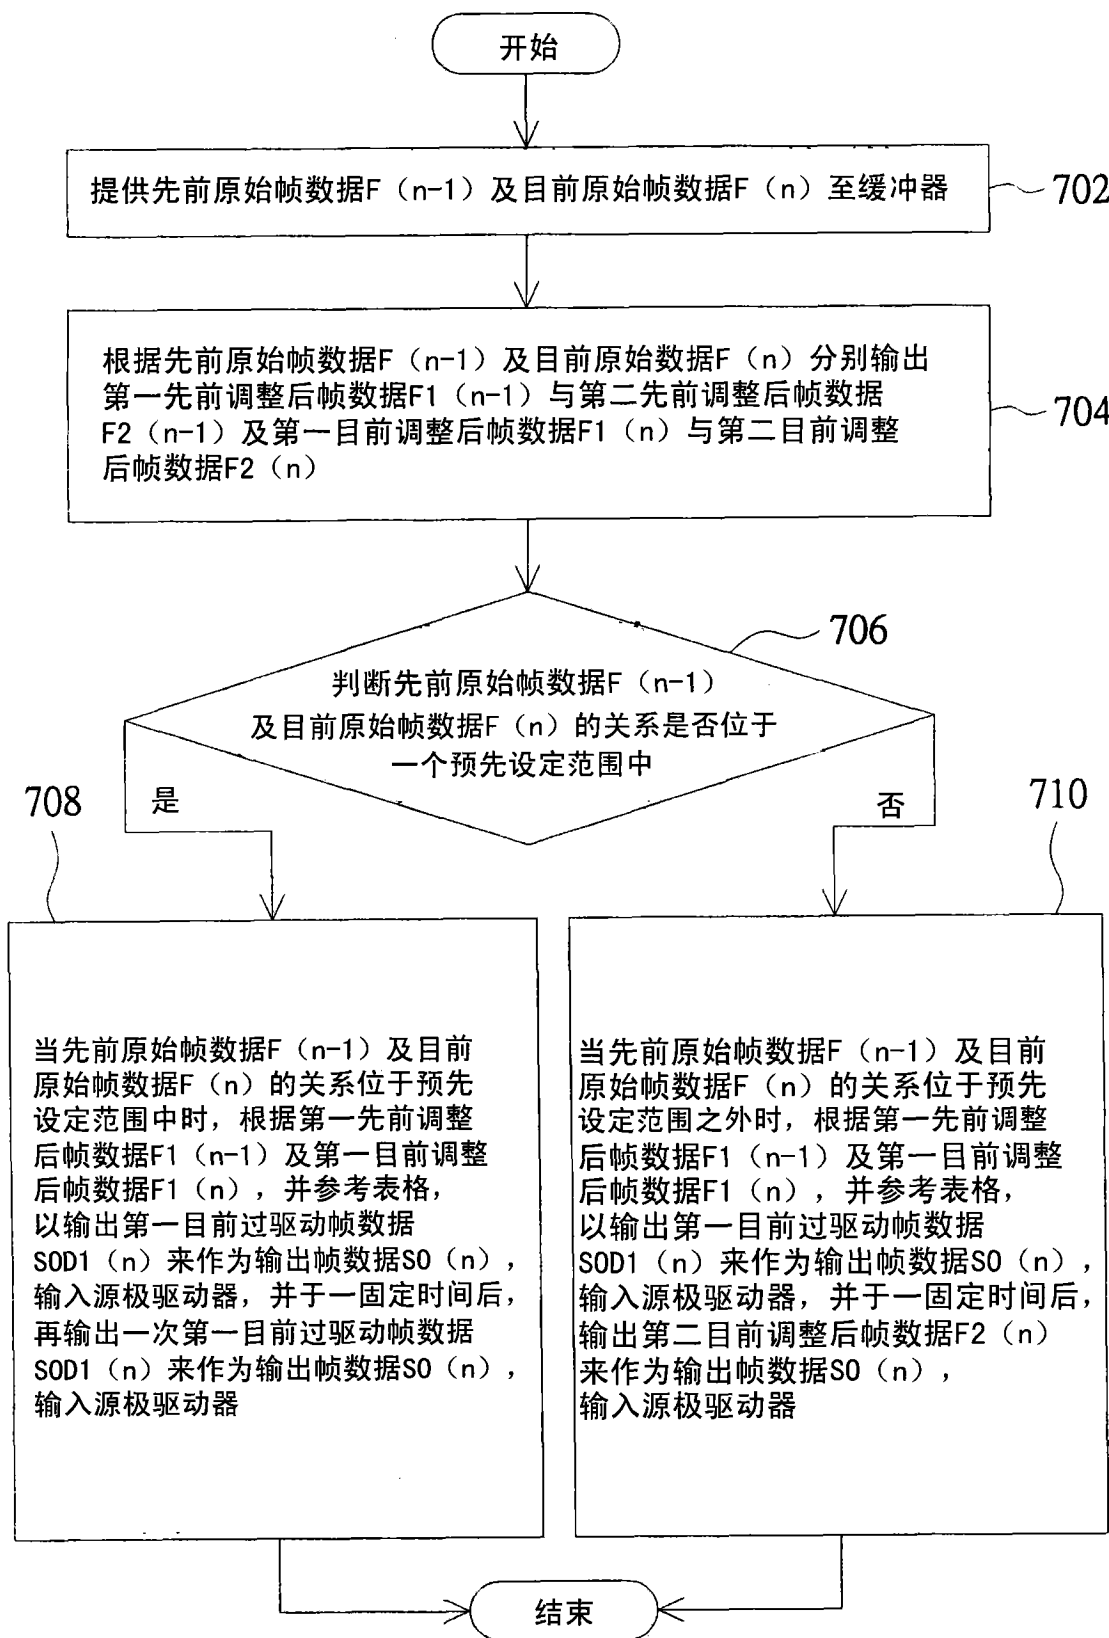 开始
提供先前原始帧数据F（n-1）及目前原始帧数据F（n）至缓冲器
702
根据先前原始帧数据F（n-1）及目前原始数据F（n）分别输出
第一先前调整后帧数据F1（n-1）与第二先前调整后帧数据
F2（n-1）及第一目前调整后帧数据F1（n）与第二目前调整
后帧数据F2（n）
704
706
判断先前原始帧数据F（n-1）
及目前原始帧数据F（n）的关系是否位于
一个预先设定范围中
是
否
708
当先前原始帧数据F（n-1）及目前
原始帧数据F（n）的关系位于预先
设定范围中时，根据第一先前调整
后帧数据F1（n-1）及第一目前调整
后帧数据F1（n），并参考表格，
以输出第一目前过驱动帧数据
SOD1（n）来作为输出帧数据SO（n），
输入源极驱动器，并于一固定时间后，
再输出一次第一目前过驱动帧数据
SOD1（n）来作为输出帧数据SO（n），
输入源极驱动器
710
当先前原始帧数据F（n-1）及目前
原始帧数据F（n）的关系位于预先
设定范围之外时，根据第一先前调整
后帧数据F1（n-1）及第一目前调整
后帧数据F1（n），并参考表格，
以输出第一目前过驱动帧数据
SOD1（n）来作为输出帧数据SO（n），
输入源极驱动器，并于一固定时间后，
输出第二目前调整后帧数据F2（n）
来作为输出帧数据SO（n），
输入源极驱动器
结束